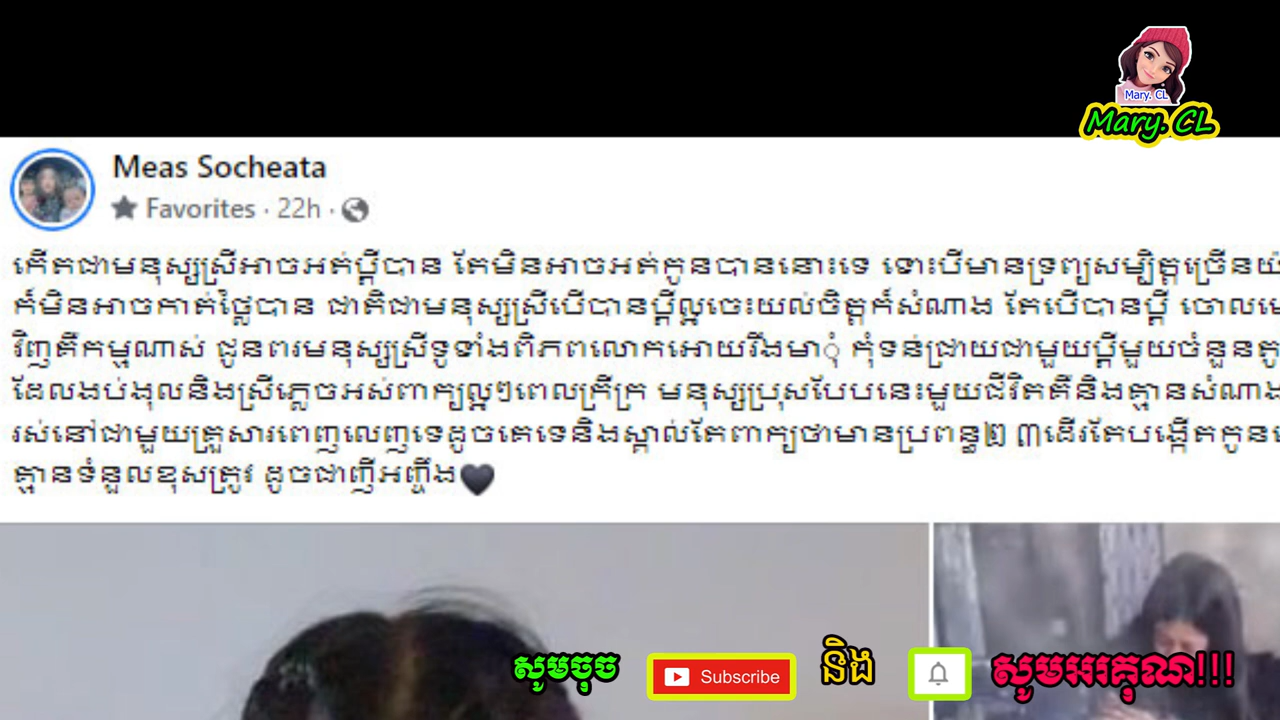 Mary. CL
Mary. CL
Meas Socheata
Favorites · 22h ·
កើតជាមនុស្សស្រីអាចអត់ប្ដីបាន តែមិនអាចអត់កូនបាននោះទេ ទោះបីមានទ្រព្យសម្បិត្តច្រើន
ក៏មិនអាចកាត់ថ្លៃបាន ជាតិជាមនុស្សស្រីបើបានប្ដីល្អចេះយល់ចិត្តក៏សំណាង តែបើបានប្ដី
វិញគឺកម្មណាស់ ជូនពរមនុស្សស្រីទូទាំងពិភពលោកអោយរឹងមាុំ កុំទន់ជ្រាយជាមួយប្ដីមួយចំនួន
ដែលងប់ងុលនិងស្រីភ្លេចអស់ពាក្យល្អៗពេលក្រីក្រ មនុស្សប្រុសបែបនេះមួយជីវិតគឺនិងគ្មានសំណាង
រស់នៅជាមួយគ្រួសារពេញលេញទេដូចគេទេនិងស្គាល់តែពាក្យថាមានប្រពន្ធ២ ៣ដើរតែបង្កើតកូន
គ្មានទំនួលខុសត្រូវ ដូចជាញីអញ្ចឹង🖤
សូមចុច Subscribe និង សូមអរគុណ!!!